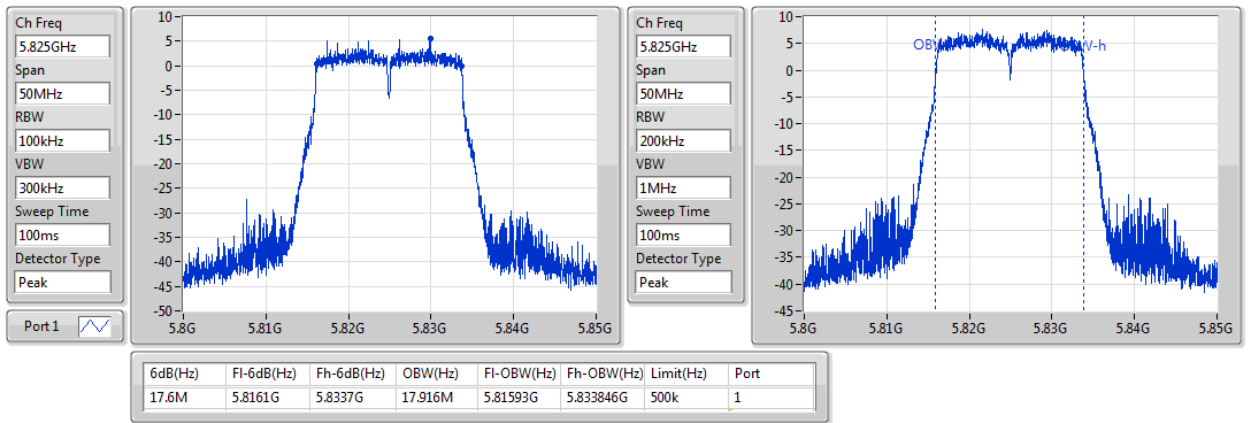 Ch Freq
5.825GHz
Span
50MHz
RBW
100kHz
VBW
300kHz
Sweep Time
100ms
Detector Type
Peak
Port 1
10
5
0
-5
-10
-15
-20
-25
-30
-35
-40
-45
-50
5.8G 5.81G 5.82G 5.83G 5.84G 5.85G
Ch Freq
5.825GHz
Span
50MHz
RBW
200kHz
VBW
1MHz
Sweep Time
100ms
Detector Type
Peak
10
5
0
-5
-10
-15
-20
-25
-30
-35
-40
-45
5.8G 5.81G 5.82G 5.83G 5.84G 5.85G
6dB(Hz) Fl-6dB(Hz) Fh-6dB(Hz) OBW(Hz) Fl-OBW(Hz) Fh-OBW(Hz) Limit(Hz) Port
17.6M 5.8161G 5.8337G 17.916M 5.81593G 5.833846G 500k 1